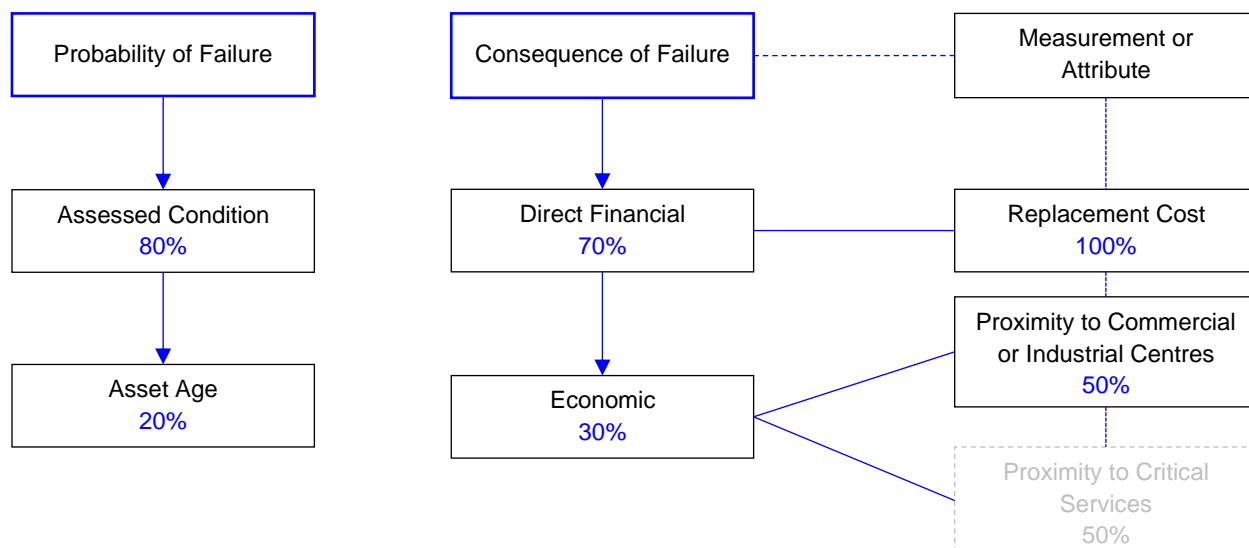 Probability of Failure
Consequence of Failure
Measurement or
Attribute
Assessed Condition
80%
Direct Financial
70%
Replacement Cost
100%
Asset Age
20%
Economic
30%
Proximity to Commercial
or Industrial Centres
50%
Proximity to Critical
Services
50%